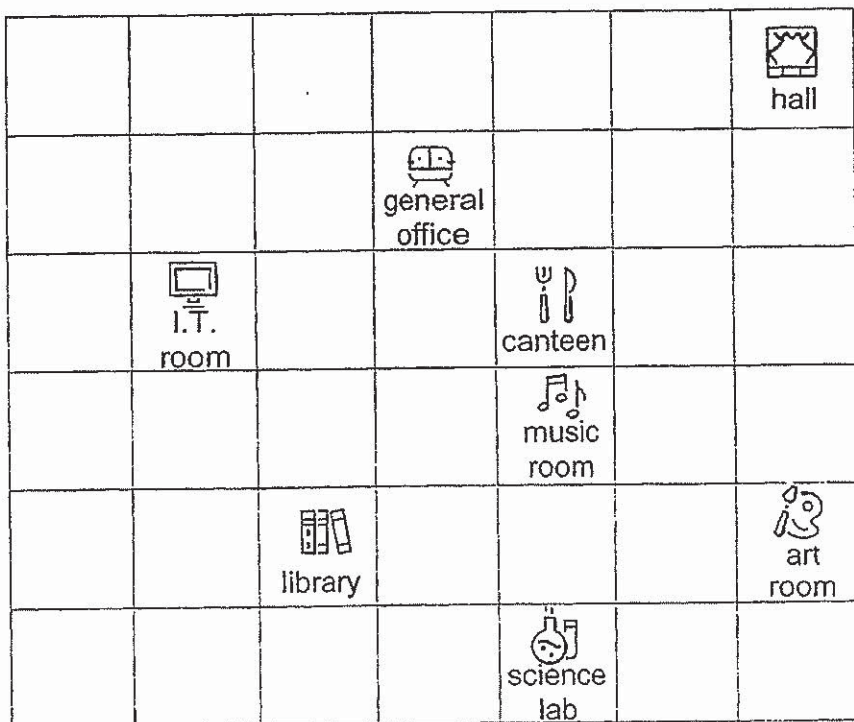 hall
general
office
I.T.
room
canteen
music
room
library
art
room
science
lab